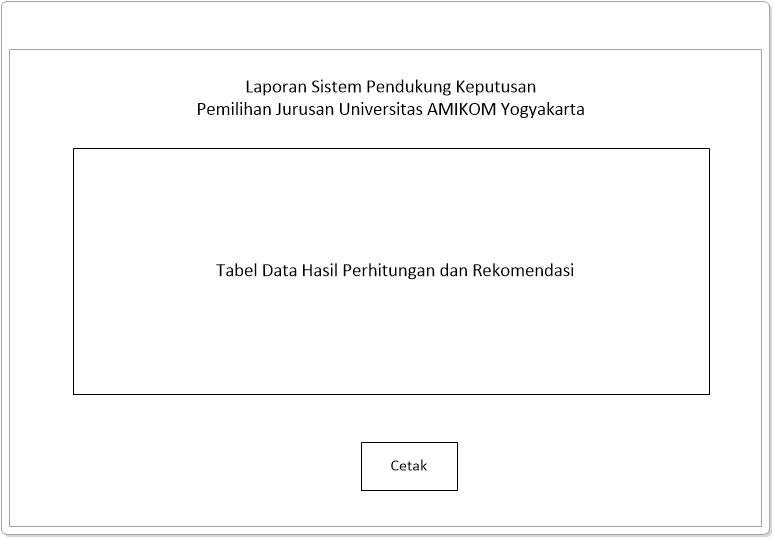 Laporan Sistem Pendukung Keputusan
Pemilihan Jurusan Universitas AMIKOM Yogyakarta
Tabel Data Hasil Perhitungan dan Rekomendasi
Cetak